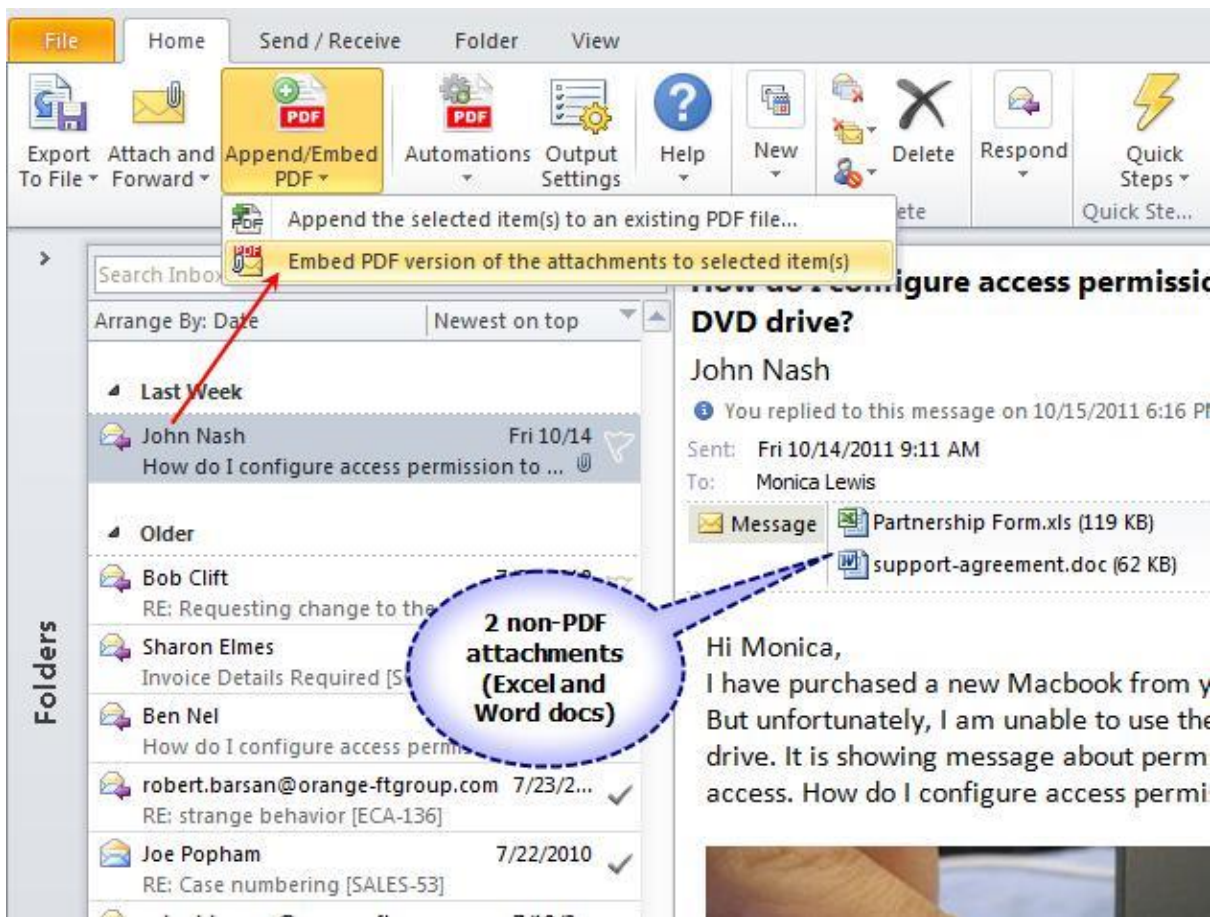 File Home Send / Receive Folder View
Export To File
Attach and Forward
Append/Embed PDF
Automations
Output Settings
Help
New
Delete
Respond
Quick Steps
Quick Ste...
Append the selected item(s) to an existing PDF file...
Embed PDF version of the attachments to selected item(s)
Folders
Search Inbox
Arrange By: Date Newest on top
Last Week
John Nash Fri 10/14
How do I configure access permission to ...
Older
Bob Clift
RE: Requesting change to the
Sharon Elmes
Invoice Details Required
Ben Nel
How do I configure access
robert.barsan@orange-ftgroup.com 7/23/2...
RE: strange behavior [ECA-136]
Joe Popham 7/22/2010
RE: Case numbering [SALES-53]
2 non-PDF
attachments
(Excel and
Word docs)
access
DVD drive?
John Nash
You replied to this message on 10/15/2011 6:16
Sent: Fri 10/14/2011 9:11 AM
To: Monica Lewis
Message
Partnership Form.xls (119 KB)
support-agreement.doc (62 KB)
Hi Monica,
I have purchased a new Macbook from
But unfortunately, I am unable to use
drive. It is showing message about
access. How do I configure access